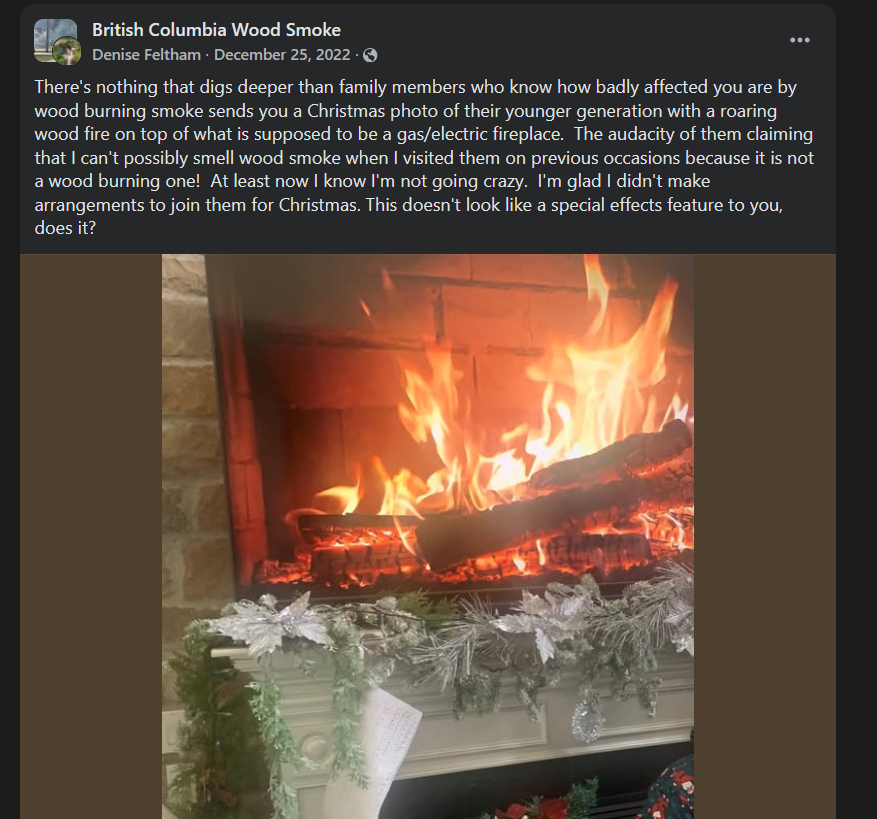 British Columbia Wood Smoke
Denise Feltham · December 25, 2022 ·
There's nothing that digs deeper than family members who know how badly affected you are by
wood burning smoke sends you a Christmas photo of their younger generation with a roaring
wood fire on top of what is supposed to be a gas/electric fireplace.  The audacity of them claiming
that I can't possibly smell wood smoke when I visited them on previous occasions because it is not
a wood burning one!  At least now I know I'm not going crazy.  I'm glad I didn't make
arrangements to join them for Christmas. This doesn't look like a special effects feature to you,
does it?